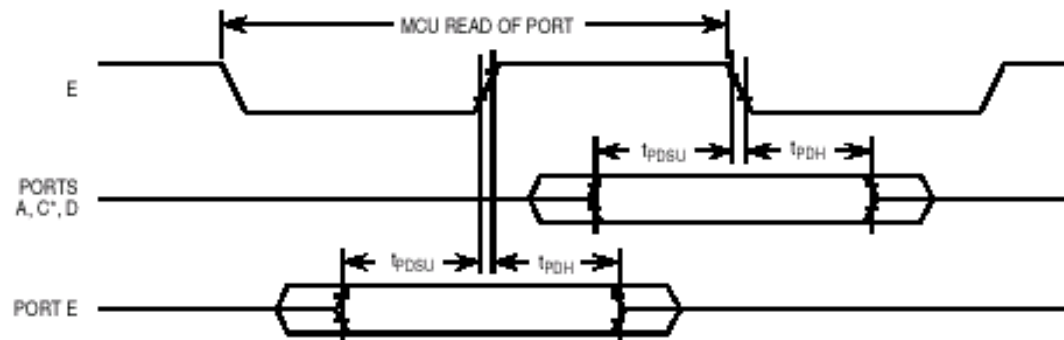 MCU READ OF PORT
E
tPDSU
tPDH
PORTS
A, C*, D
tPDSU
tPDH
PORT E